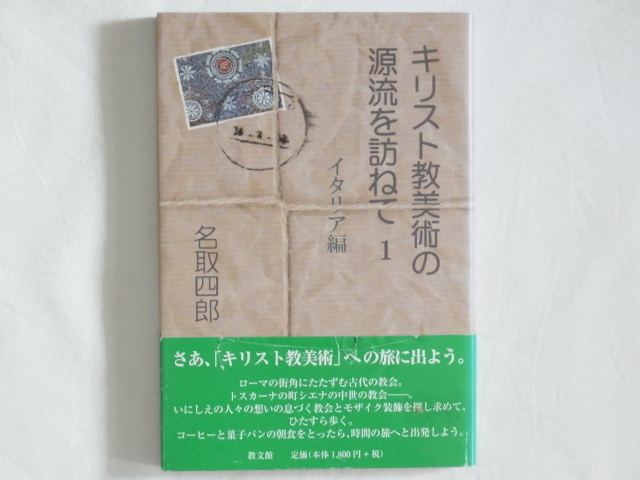 キリスト教美術の
源流を訪ねて 1
イタリア編
名取四郎
さあ、「キリスト教美術」への旅に出よう。
ローマの街角にたたずむ古代の教会。
トスカーナの町シエナの中世の教会――。
いにしえの人々の想いの息づく教会とモザイク装飾を探し求めて、
ひたすら歩く。
コーヒーと菓子パンの朝食をとったら、時間の旅へと出発しよう。
教文館 定価(本体1,800円+税)